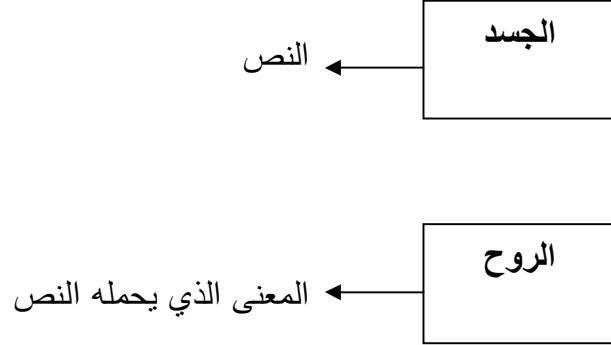 الجسد
النص
الروح
المعنى الذي يحمله النص